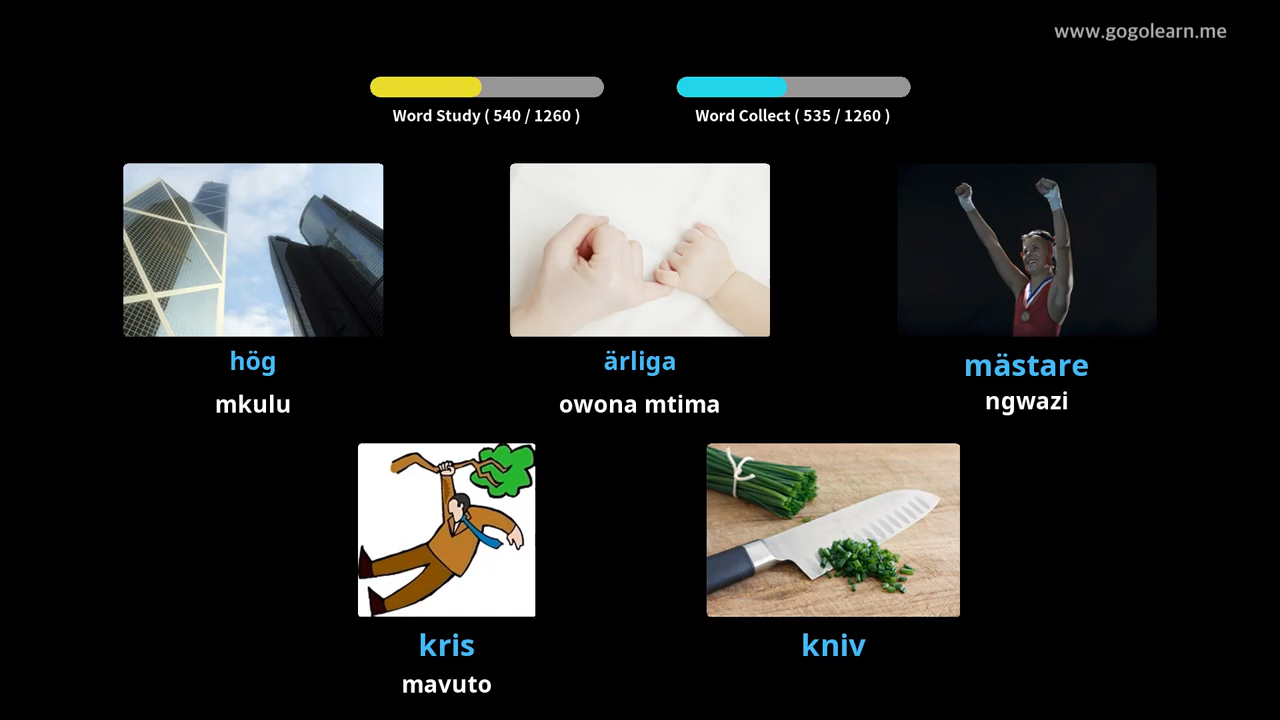 www.gogolearn.me
Word Study ( 540 / 1260 )
Word Collect ( 535 / 1260 )
hög
ärliga
mästare
mkulu
owona mtima
ngwazi
kris
kniv
mavuto